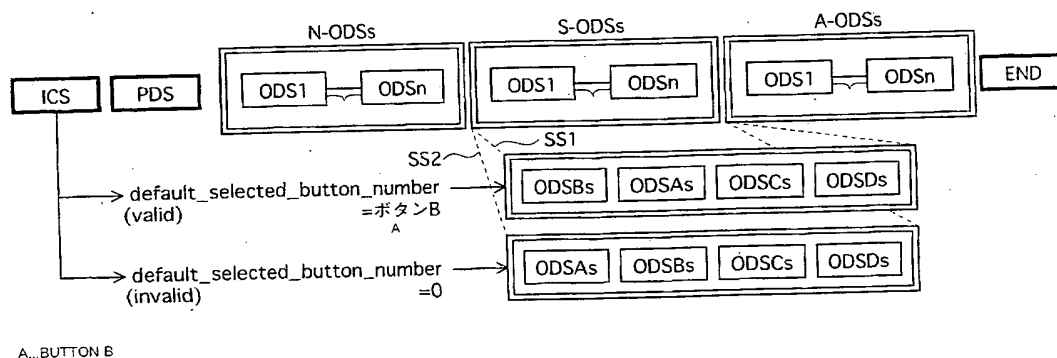 N-ODSs S-ODSs A-ODSs
ICS PDS ODS1 ODSn ODS1 ODSn ODS1 ODSn END
SS2 SS1
default_selected_button_number
(valid) =ボタンB
A
ODSBs ODSAs ODSCs ODSDs
default_selected_button_number
(invalid) =0
ODSAs ODSBs ODSCs ODSDs
A...BUTTON B